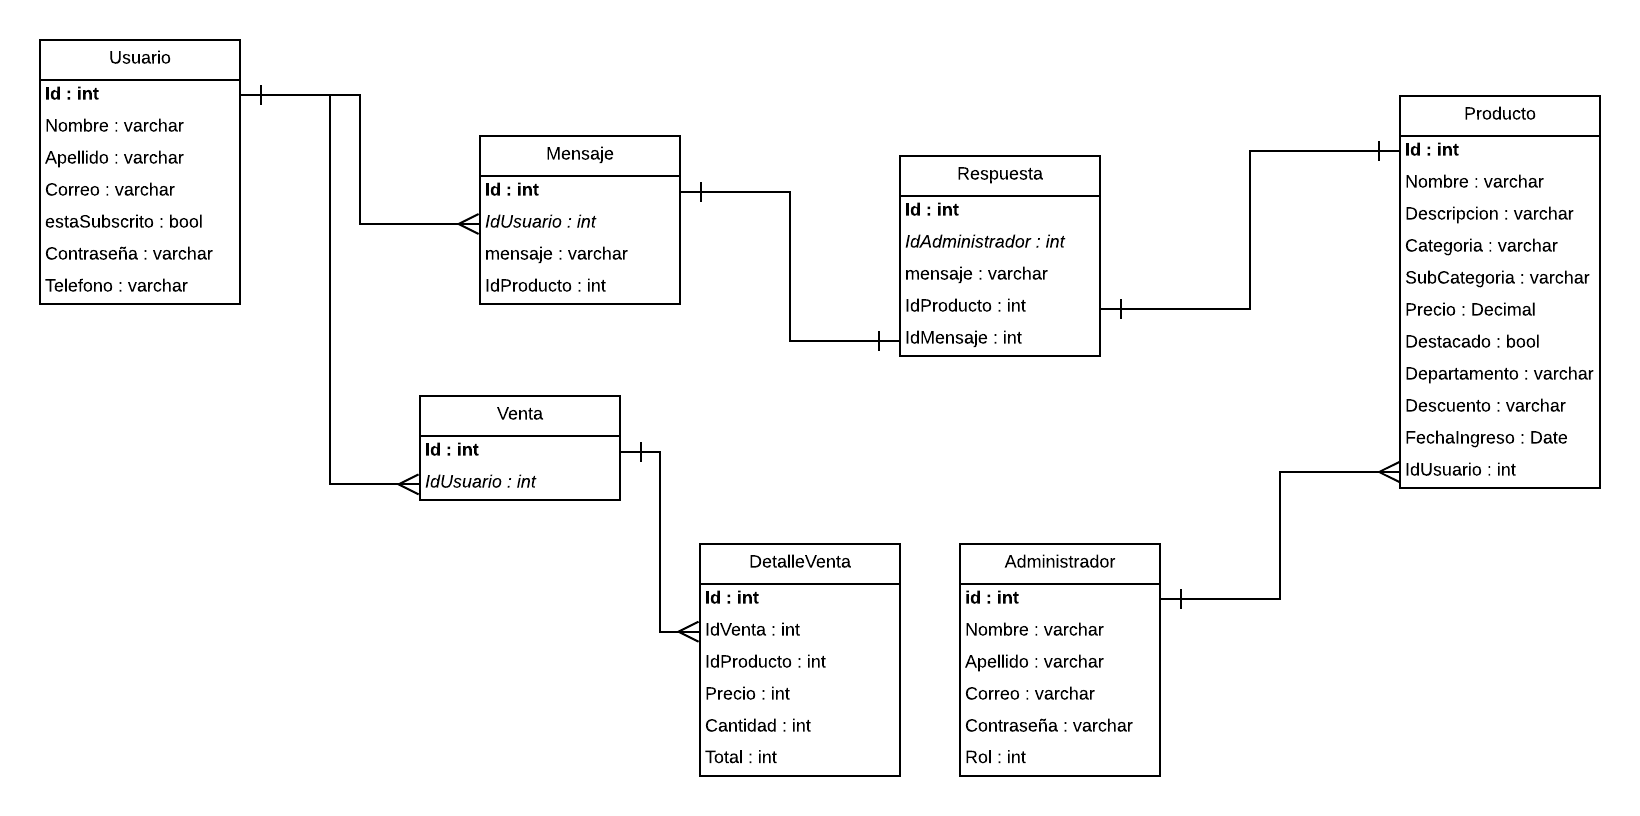 Usuario
Id : int
Nombre : varchar
Apellido : varchar
Correo : varchar
estaSubscrito : bool
Contraseña : varchar
Telefono : varchar
Mensaje
Id : int
IdUsuario : int
mensaje : varchar
IdProducto : int
Respuesta
Id : int
IdAdministrador : int
mensaje : varchar
IdProducto : int
IdMensaje : int
Producto
Id : int
Nombre : varchar
Descripcion : varchar
Categoria : varchar
SubCategoria : varchar
Precio : Decimal
Destacado : bool
Departamento : varchar
Descuento : varchar
FechaIngreso : Date
IdUsuario : int
Venta
Id : int
IdUsuario : int
DetalleVenta
Id : int
IdVenta : int
IdProducto : int
Precio : int
Cantidad : int
Total : int
Administrador
id : int
Nombre : varchar
Apellido : varchar
Correo : varchar
Contraseña : varchar
Rol : int